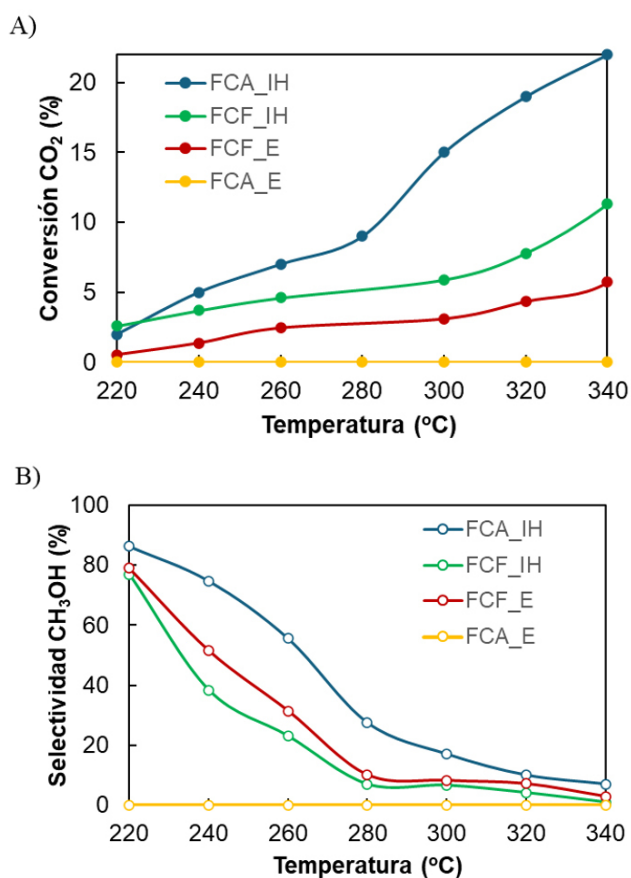 A)
Conversión CO₂ (%)
20
15
10
5
0
FCA_IH
FCF_IH
FCF_E
FCA_E
220 240 260 280 300 320 340
Temperatura (ºC)
B)
Selectividad CH₃OH (%)
100
80
60
40
20
0
FCA_IH
FCF_IH
FCF_E
FCA_E
220 240 260 280 300 320 340
Temperatura (ºC)